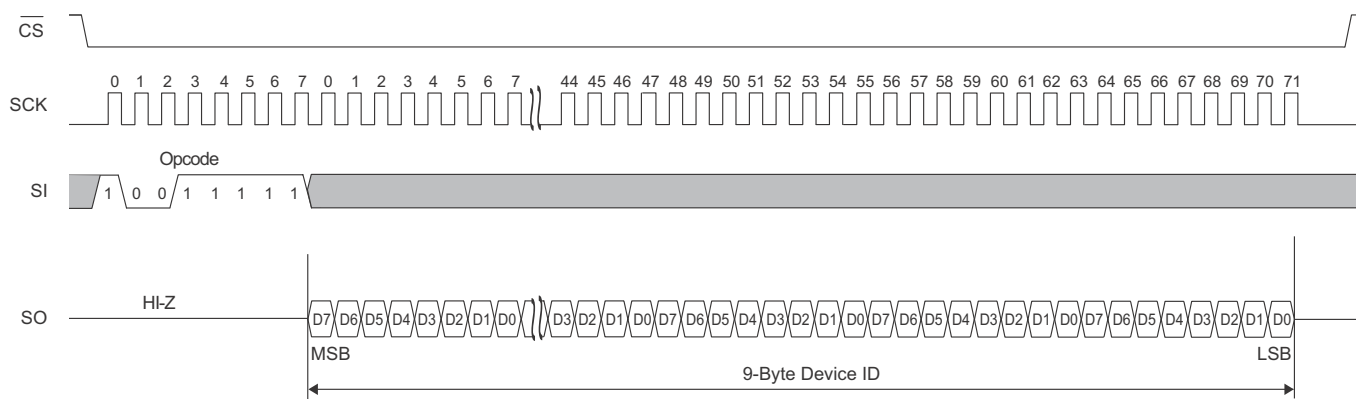 CS
0 1 2 3 4 5 6 7 0 1 2 3 4 5 6 7 44 45 46 47 48 49 50 51 52 53 54 55 56 57 58 59 60 61 62 63 64 65 66 67 68 69 70 71
SCK
Opcode
SI 1 0 0 1 1 1 1 1
HI-Z
SO D7 D6 D5 D4 D3 D2 D1 D0 D3 D2 D1 D0 D7 D6 D5 D4 D3 D2 D1 D0 D7 D6 D5 D4 D3 D2 D1 D0 D7 D6 D5 D4 D3 D2 D1 D0
MSB LSB
9-Byte Device ID